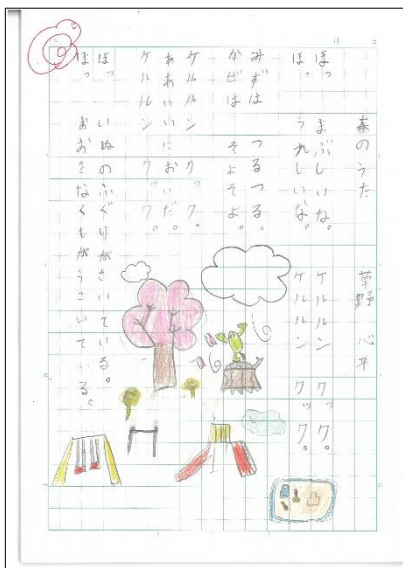 春のうた 草野 心平
ほっ まぶしいな。 ケルルン クック。
ほっ うれしいな。 ケルルン クック。
みずは つるつる。
かぜは そよそよ。
ケルルン クック。
ああいいにおいだ。
ケルルン クック。
ほっ いぬのふぐりがさいている。
ほっ おおきなくもがうごいている。